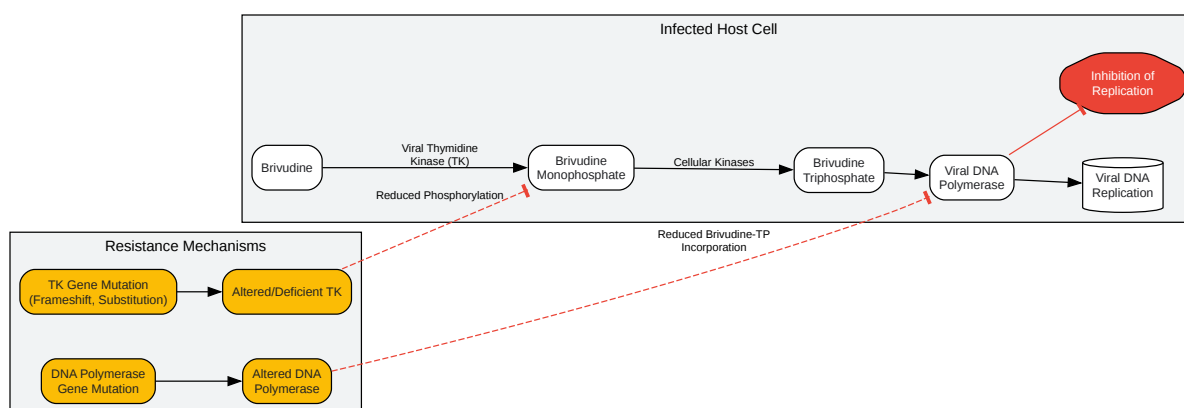 Infected Host Cell
Inhibition of
Replication
Brivudine
Viral Thymidine
Kinase (TK)
Brivudine
Monophosphate
Cellular Kinases
Brivudine
Triphosphate
Viral DNA
Polymerase
Viral DNA
Replication
Reduced Phosphorylation
Reduced Brivudine-TP
Incorporation
Resistance Mechanisms
TK Gene Mutation
(Frameshift, Substitution)
Altered/Deficient TK
DNA Polymerase
Gene Mutation
Altered DNA
Polymerase